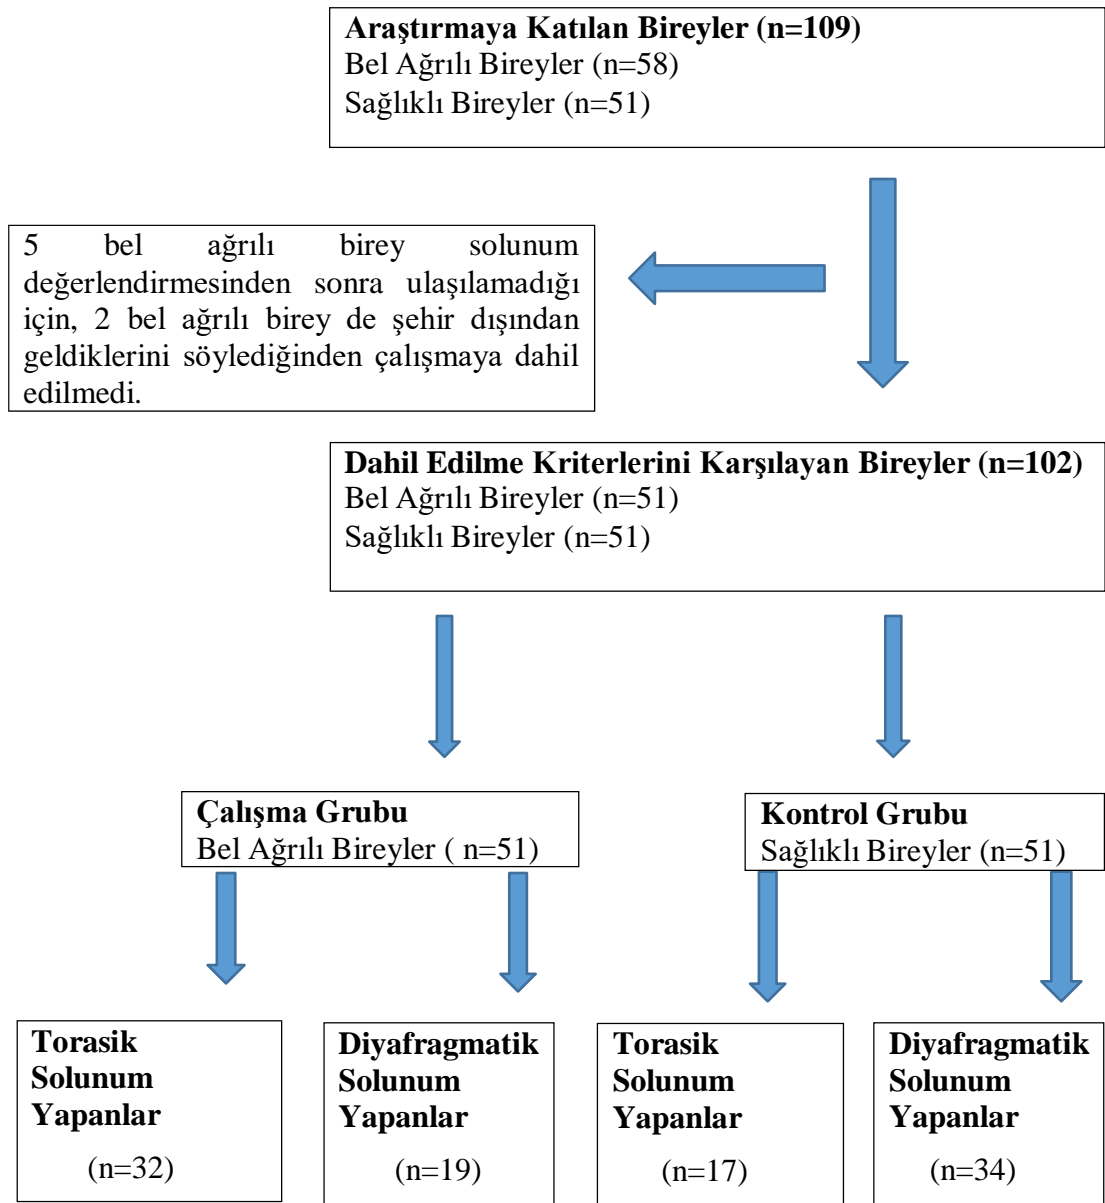 Araştırmaya Katılan Bireyler (n=109)
Bel Ağrılı Bireyler (n=58)
Sağlıklı Bireyler (n=51)
5 bel ağrılı birey solunum
değerlendirmesinden sonra ulaşılamadığı
için, 2 bel ağrılı birey de şehir dışından
geldiklerini söylediğinden çalışmaya dahil
edilmedi.
Dahil Edilme Kriterlerini Karşılayan Bireyler (n=102)
Bel Ağrılı Bireyler (n=51)
Sağlıklı Bireyler (n=51)
Çalışma Grubu
Bel Ağrılı Bireyler ( n=51)
Kontrol Grubu
Sağlıklı Bireyler (n=51)
Torasik
Solunum
Yapanlar
(n=32)
Diyafragmatik
Solunum
Yapanlar
(n=19)
Torasik
Solunum
Yapanlar
(n=17)
Diyafragmatik
Solunum
Yapanlar
(n=34)